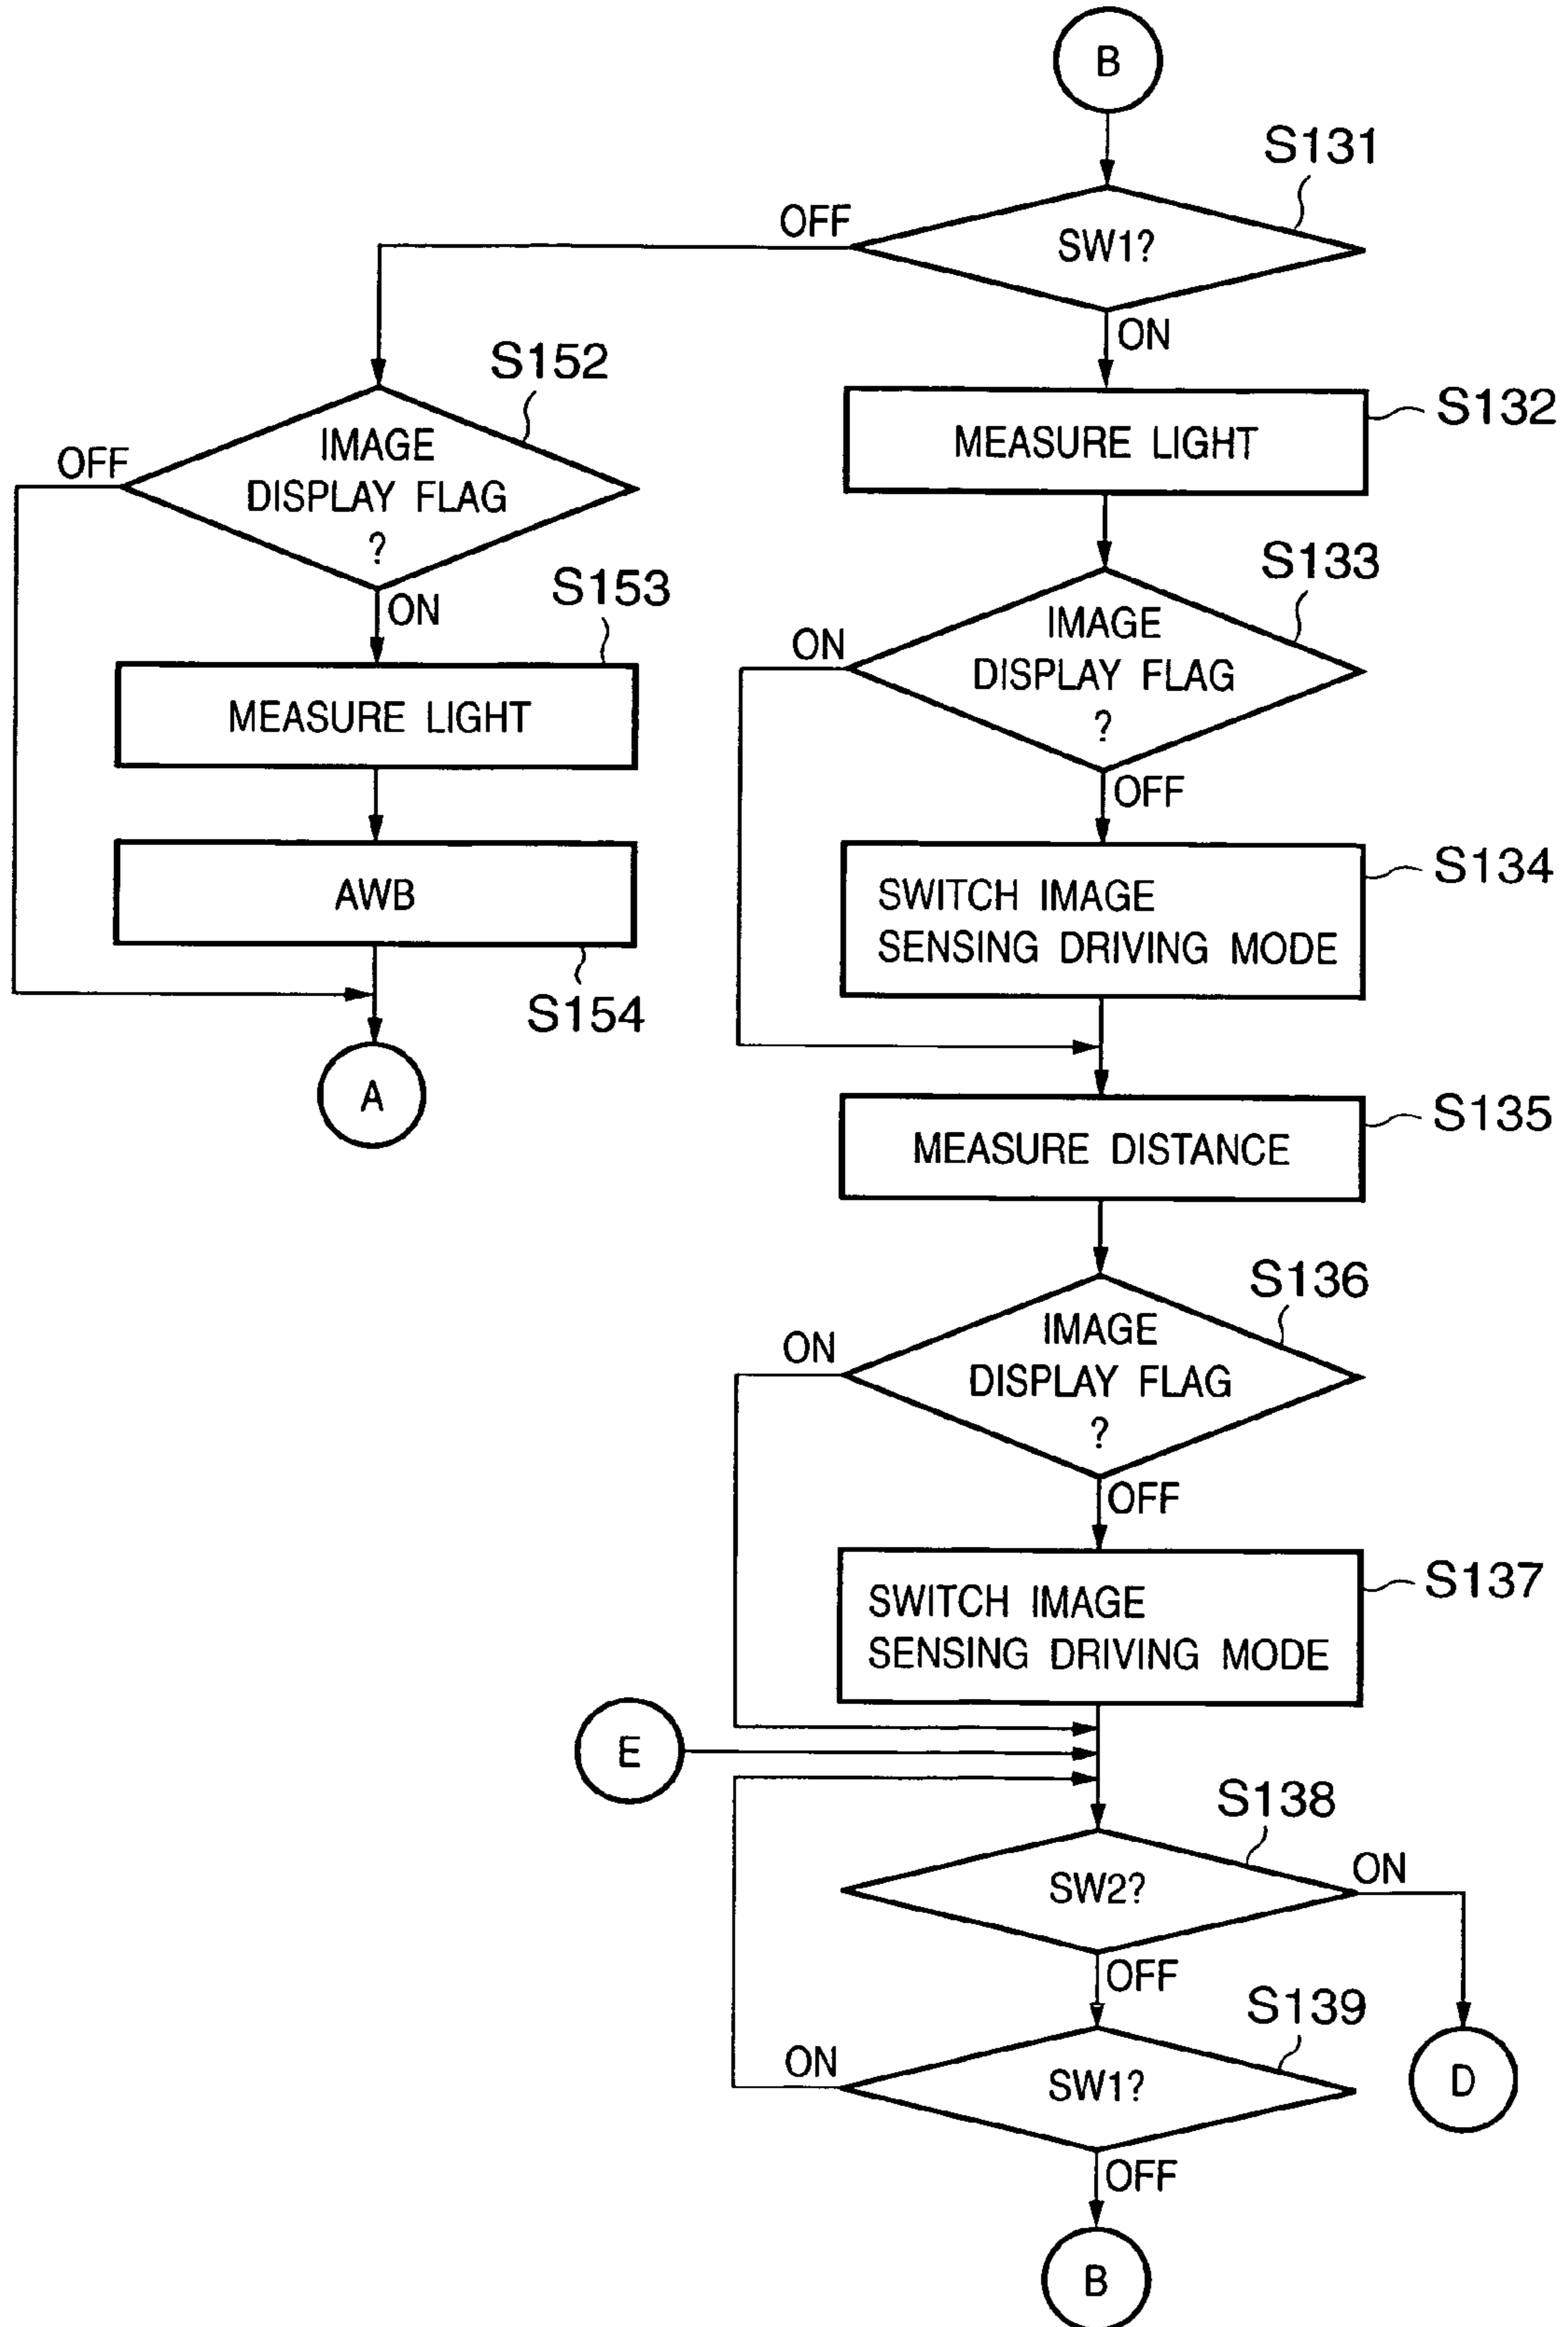 B
S131
OFF
SW1?
ON
S152
IMAGE
DISPLAY FLAG
?
OFF
ON
S153
MEASURE LIGHT
AWB
S154
A
S132
MEASURE LIGHT
S133
IMAGE
DISPLAY FLAG
?
ON
OFF
S134
SWITCH IMAGE
SENSING DRIVING MODE
S135
MEASURE DISTANCE
S136
IMAGE
DISPLAY FLAG
?
ON
OFF
S137
SWITCH IMAGE
SENSING DRIVING MODE
E
S138
SW2?
ON
OFF
S139
SW1?
ON
D
OFF
B